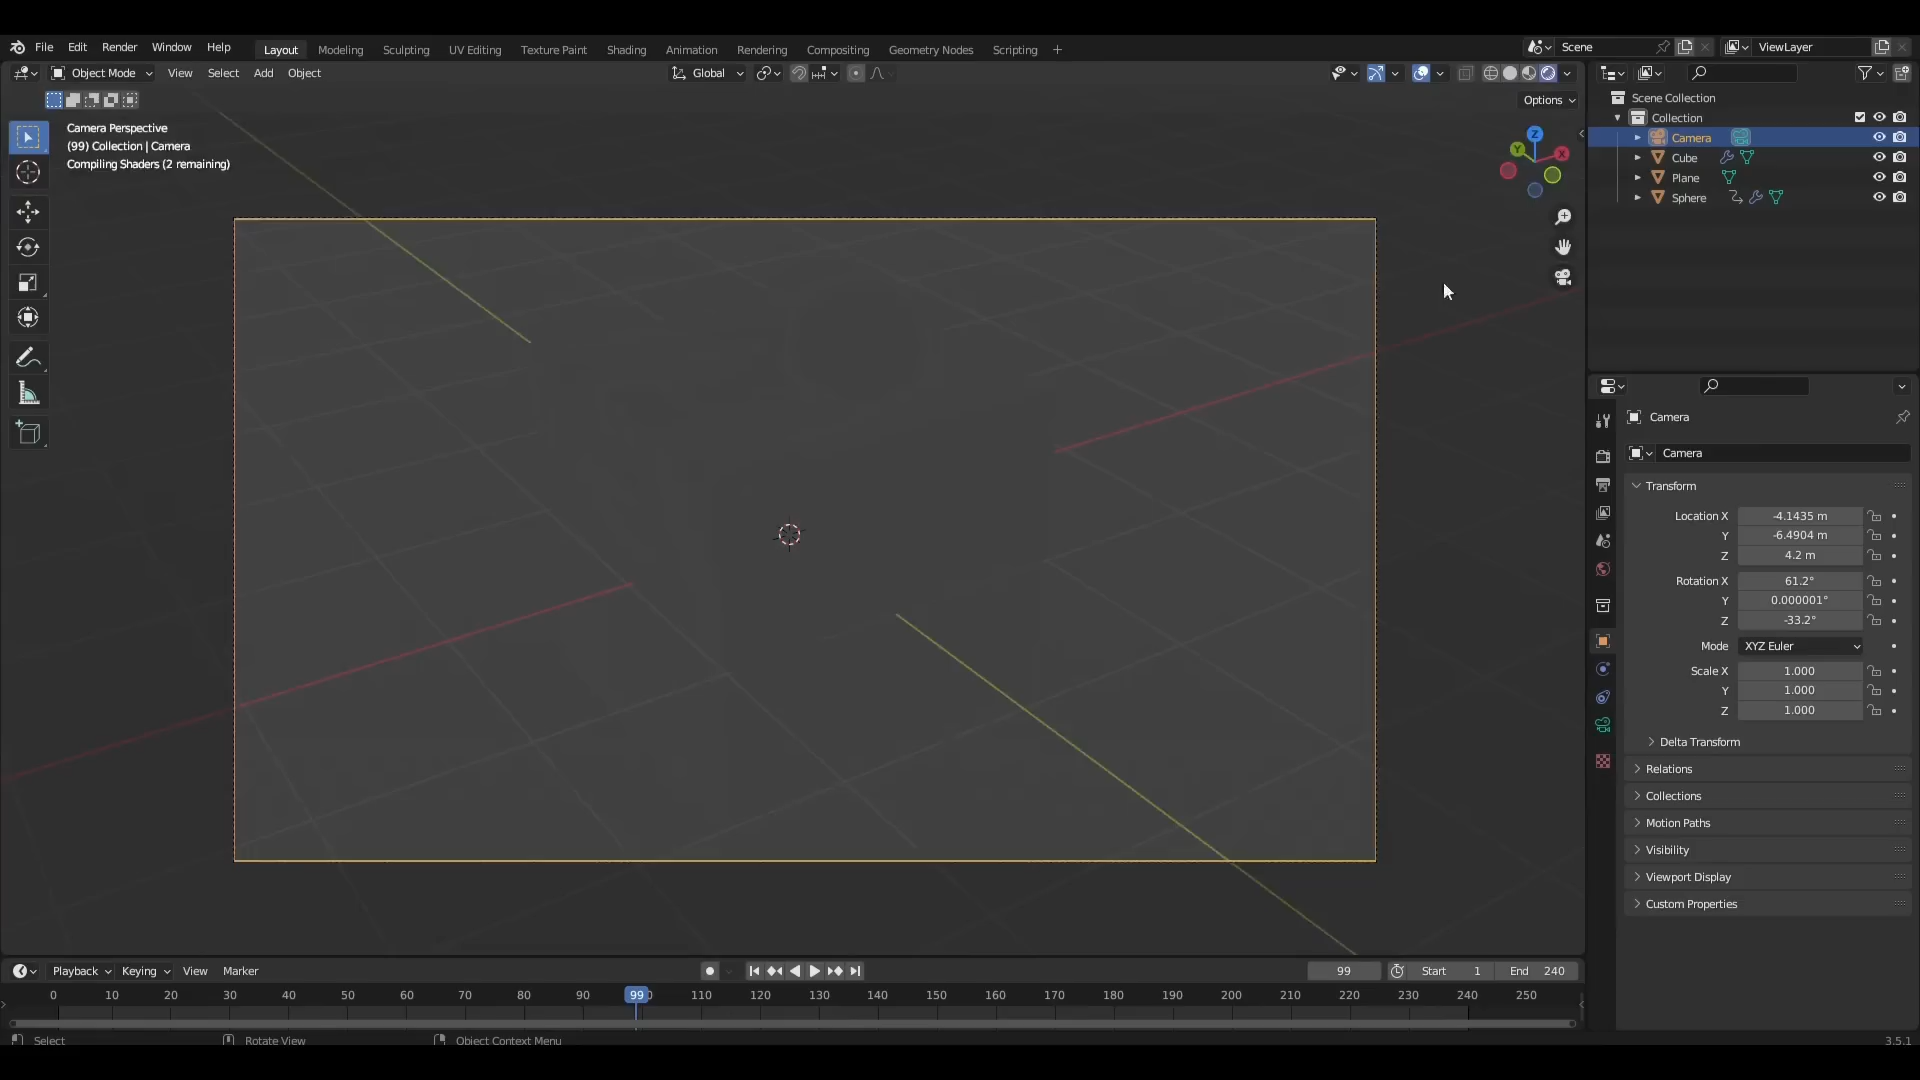 File Edit Render Window Help Layout Modeling Sculpting UV Editing Texture Paint Shading Animation Rendering Compositing Geometry Nodes Scripting + Scene ViewLayer
Object Mode View Select Add Object Global
Options
Camera Perspective
(99) Collection | Camera
Compiling Shaders (2 remaining)
Z
Y
X
Scene Collection
Collection
Camera
Cube
Plane
Sphere
Camera
Camera
Transform
Location X -4.1435 m
Y -6.4904 m
Z 4.2 m
Rotation X 61.2°
Y 0.000001°
Z -33.2°
Mode XYZ Euler
Scale X 1.000
Y 1.000
Z 1.000
Delta Transform
Relations
Collections
Motion Paths
Visibility
Viewport Display
Custom Properties
Playback Keying View Marker 99 Start 1 End 240
0 10 20 30 40 50 60 70 80 90 99 110 120 130 140 150 160 170 180 190 200 210 220 230 240 250
Select Rotate View Object Context Menu 3.5.1